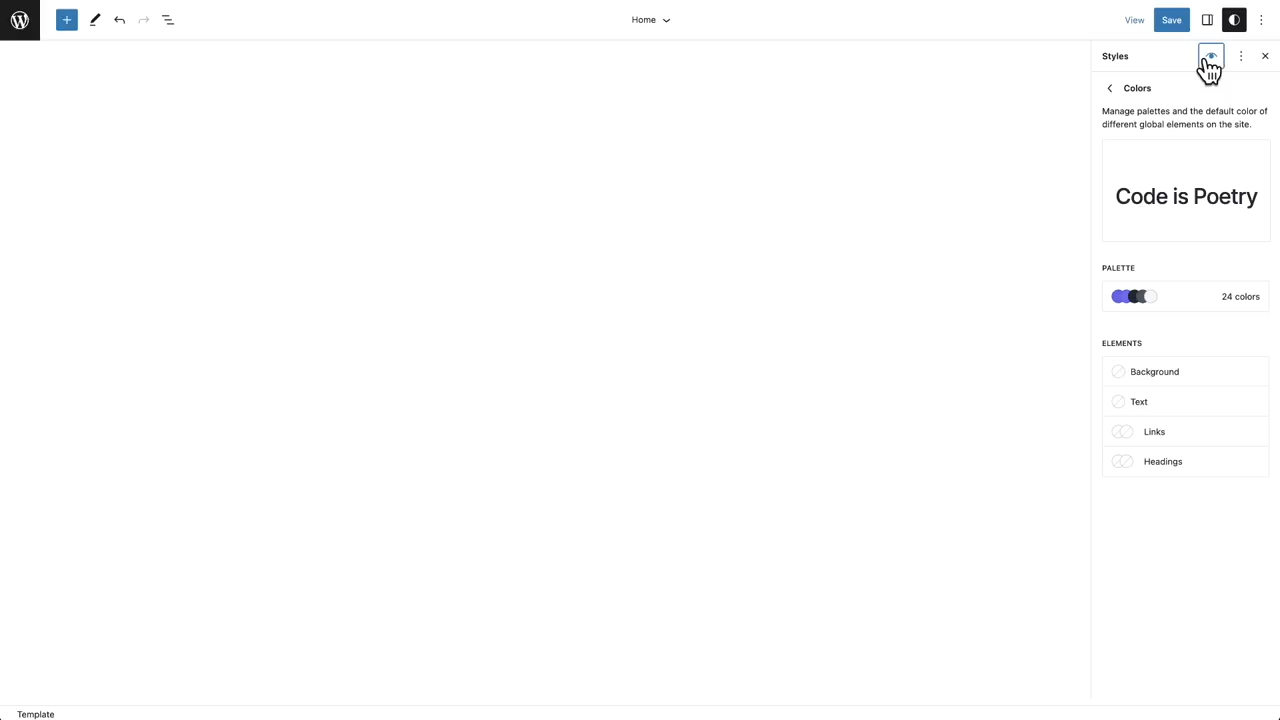 Home
View
Save
Styles
Colors
Manage palettes and the default color of
different global elements on the site.
Code is Poetry
PALETTE
24 colors
ELEMENTS
Background
Text
Links
Headings
Template